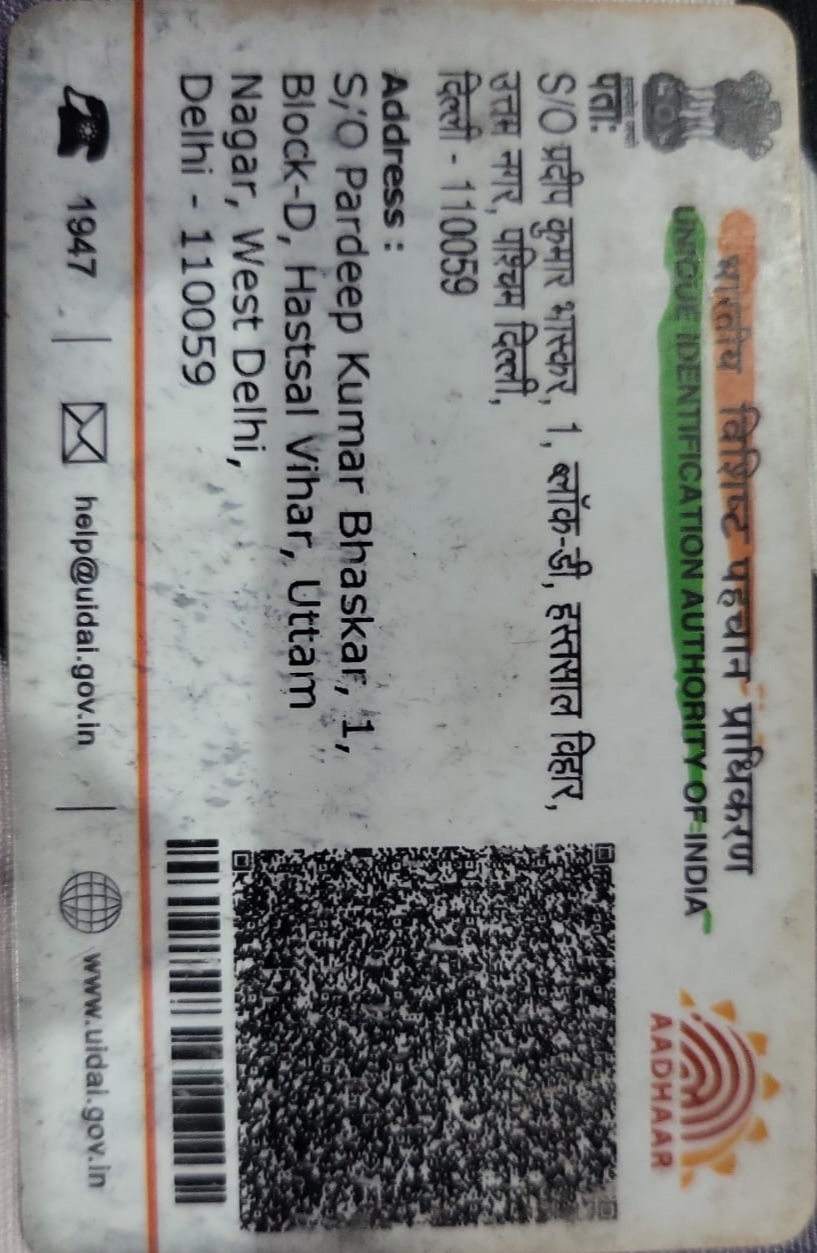 भारतीय विशिष्ट पहचान प्राधिकरण
UNIQUE IDENTIFICATION AUTHORITY OF INDIA
AADHAAR
पता:
S/O प्रदीप कुमार भास्कर, 1, ब्लॉक-डी, हस्तसाल विहार,
उत्तम नगर, पश्चिम दिल्ली,
दिल्ली - 110059
Address :
S/O Pardeep Kumar Bhaskar, 1,
Block-D, Hastsal Vihar, Uttam
Nagar, West Delhi,
Delhi - 110059
1947 | help@uidai.gov.in | www.uidai.gov.in